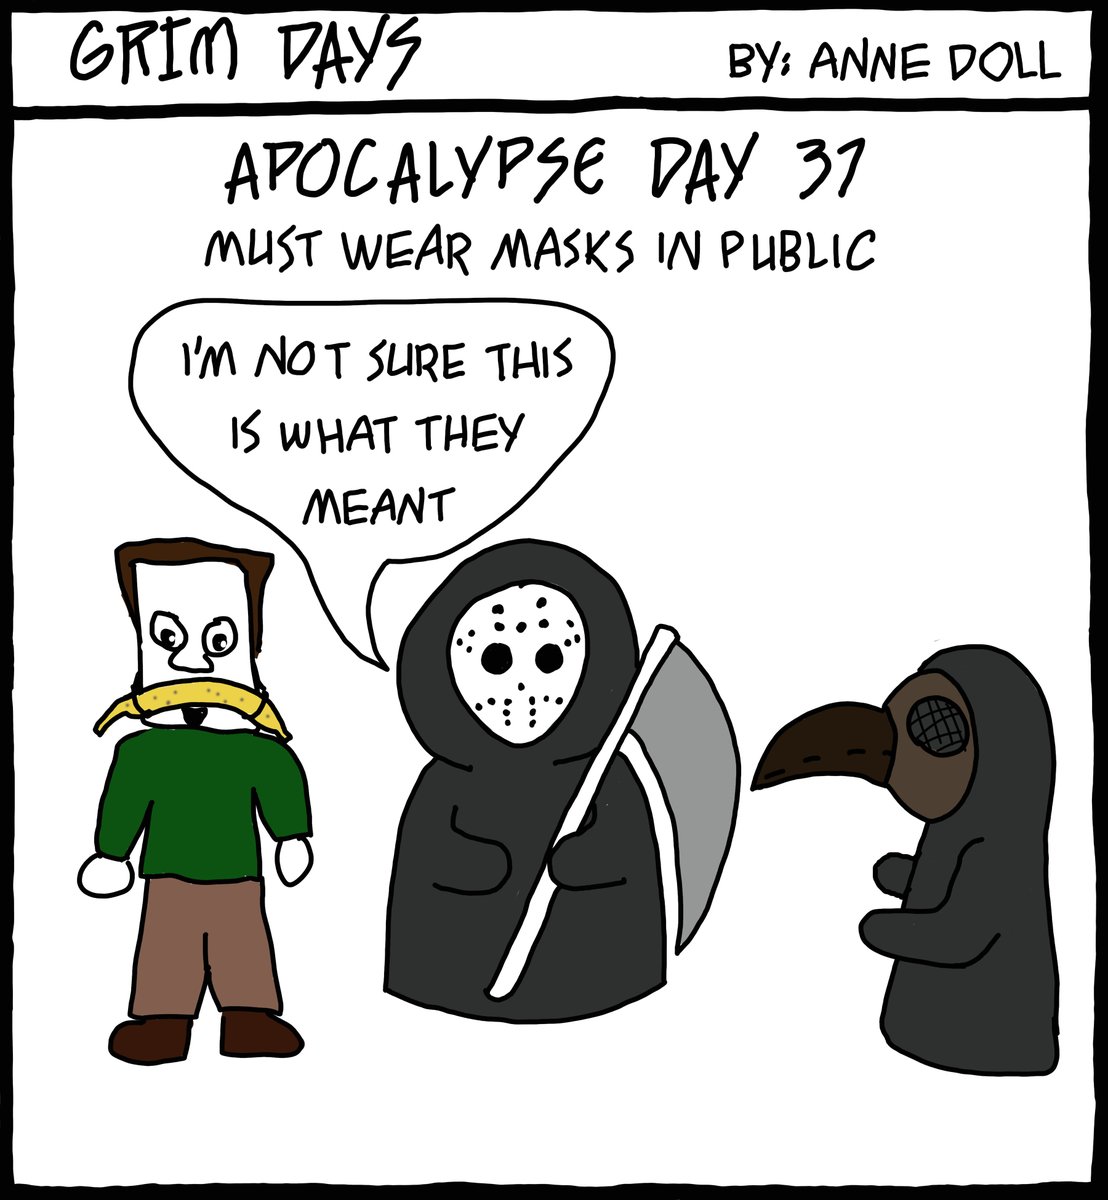 GRIM DAYS
BY: ANNE DOLL
APOCALYPSE DAY 37
MUST WEAR MASKS IN PUBLIC
I'M NOT SURE THIS
IS WHAT THEY
MEANT